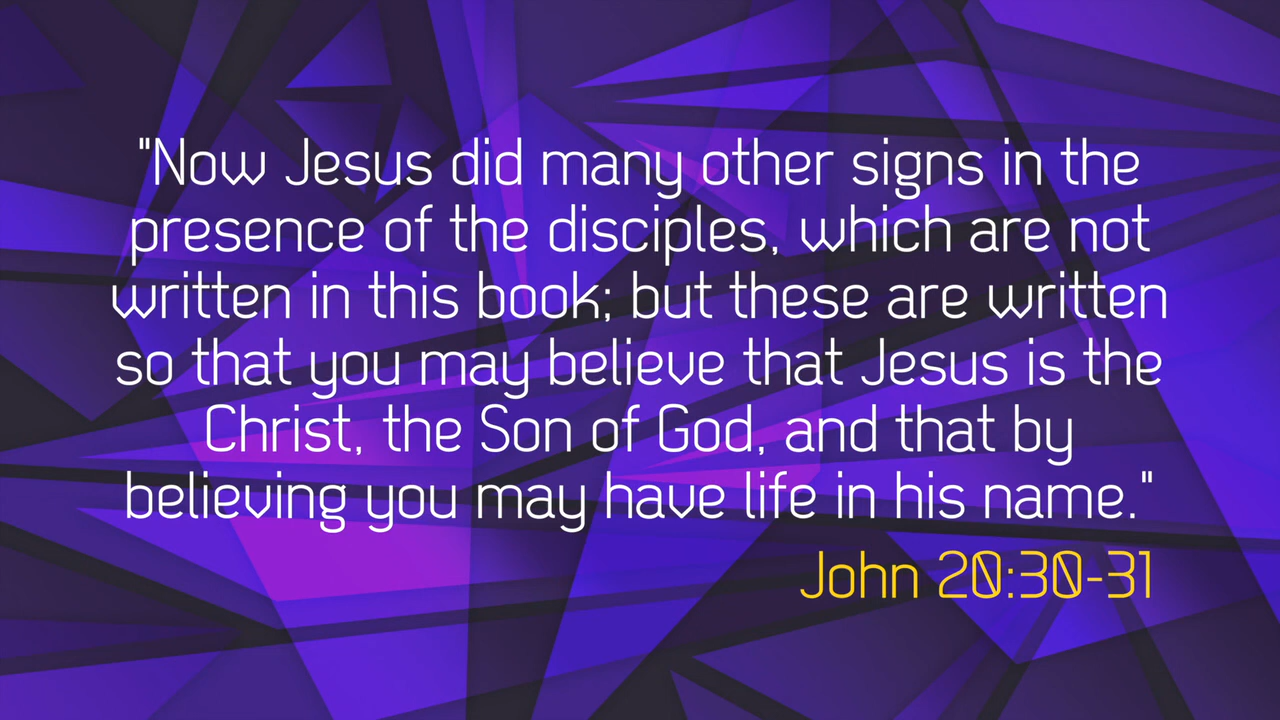 "Now Jesus did many other signs in the
presence of the disciples, which are not
written in this book; but these are written
so that you may believe that Jesus is the
Christ, the Son of God, and that by
believing you may have life in his name."
John 20:30-31